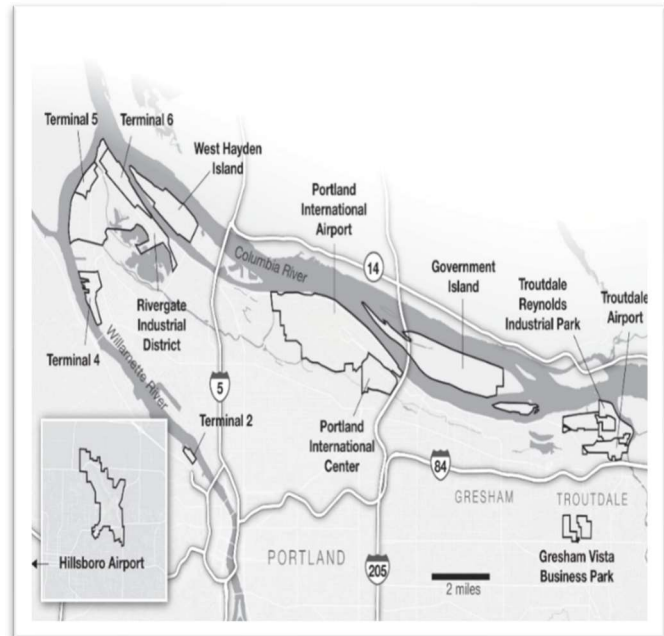 Terminal 5
Terminal 6
West Hayden
Island
Portland
International
Airport
Columbia River
14
Government
Island
Troutdale
Reynolds
Industrial Park
Troutdale
Airport
Rivergate
Industrial
District
Terminal 4
Willamette River
5
Terminal 2
Portland
International
Center
84
GRESHAM
TROUTDALE
Hillsboro Airport
PORTLAND
205
2 miles
Gresham Vista
Business Park